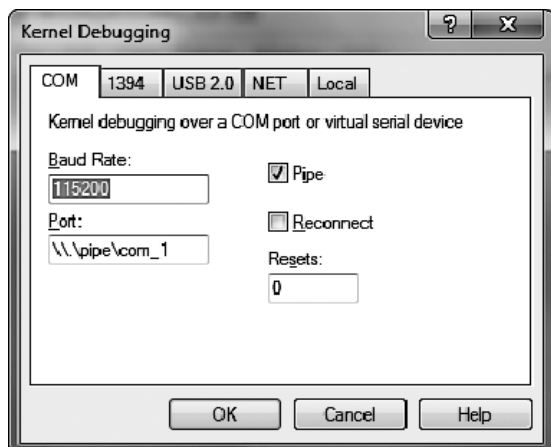 Kernel Debugging
COM 1394 USB 2.0 NET Local
Kernel debugging over a COM port or virtual serial device
Baud Rate:
115200
Pipe
Port:
\\.\pipe\com_1
Reconnect
Resets:
0
OK Cancel Help